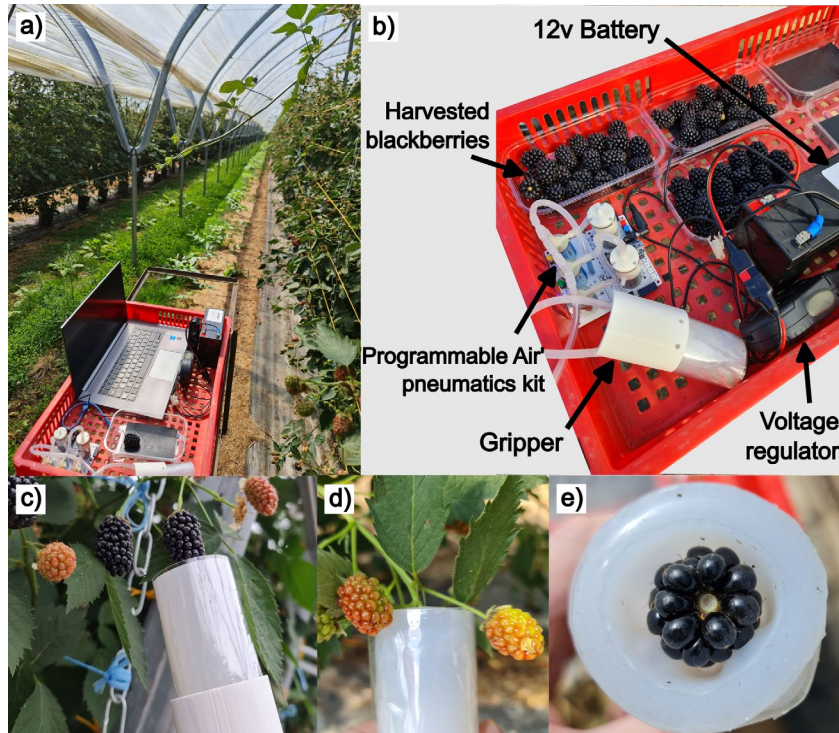 a)
b)
12v Battery
Harvested
blackberries
Programmable Air
pneumatics kit
Gripper
Voltage
regulator
c)
d)
e)